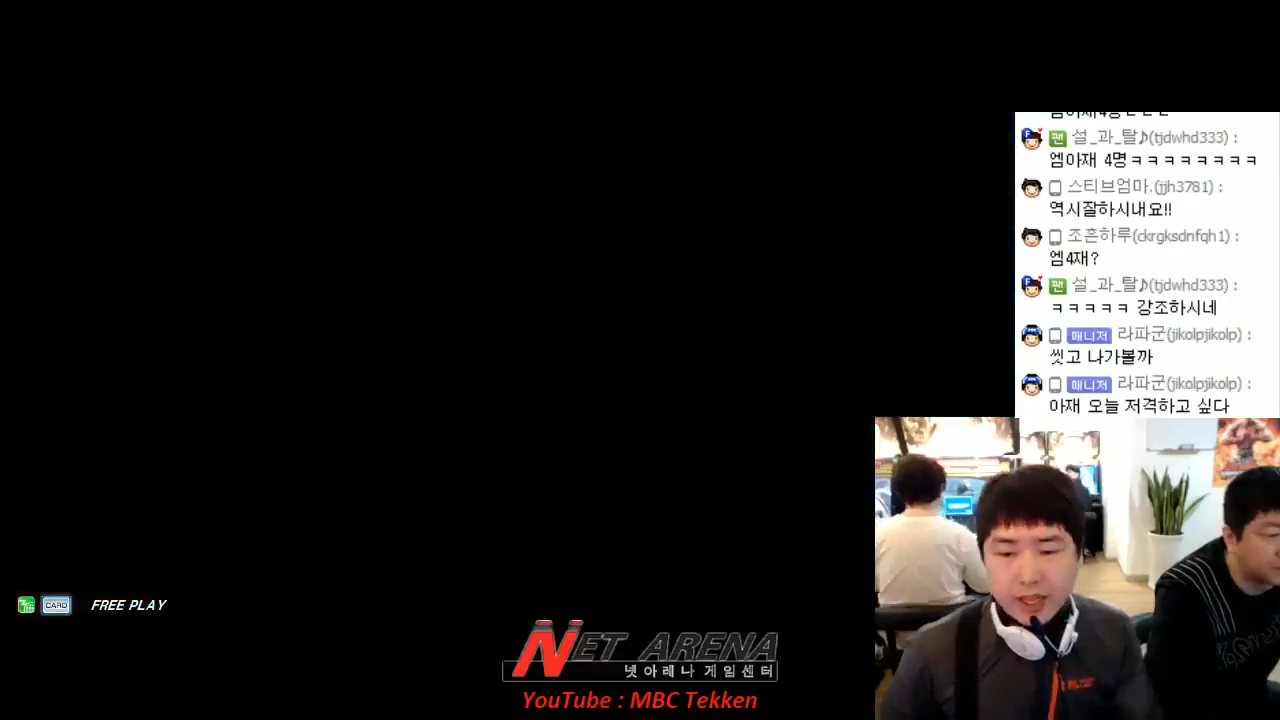 팬 설_과_탈♪(tjdwhd333) :
엠아재 4명ㅋㅋㅋㅋㅋㅋㅋㅋ
스티브엄마.(jjh3781) :
역시잘하시내요!!
조흔하루(ckrgksdnfqh1) :
엠4재?
팬 설_과_탈♪(tjdwhd333) :
ㅋㅋㅋㅋㅋ 강조하시네
매니저 라파군(jikolpjikolp) :
씻고 나가볼까
매니저 라파군(jikolpjikolp) :
아재 오늘 저격하고 싶다
CARD FREE PLAY
NET ARENA
넷아레나 게임센터
YouTube : MBC Tekken